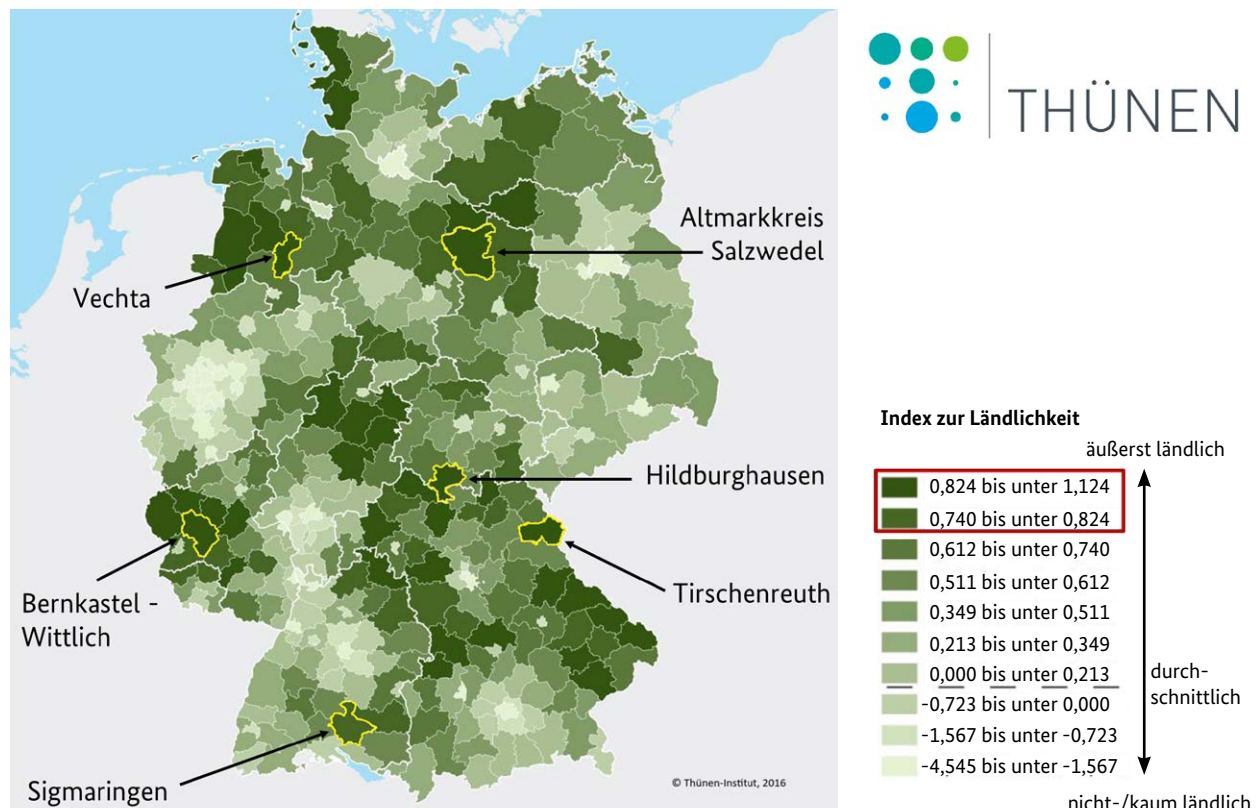 THÜNEN
Altmarkkreis
Salzwedel
Vechta
Hildburghausen
Tirschenreuth
Bernkastel -
Wittlich
Sigmaringen
© Thünen-Institut, 2016
Index zur Ländlichkeit
äußerst ländlich
0,824 bis unter 1,124
0,740 bis unter 0,824
0,612 bis unter 0,740
0,511 bis unter 0,612
0,349 bis unter 0,511
0,213 bis unter 0,349
0,000 bis unter 0,213
durch-
schnittlich
-0,723 bis unter 0,000
-1,567 bis unter -0,723
-4,545 bis unter -1,567
nicht-/kaum ländlich